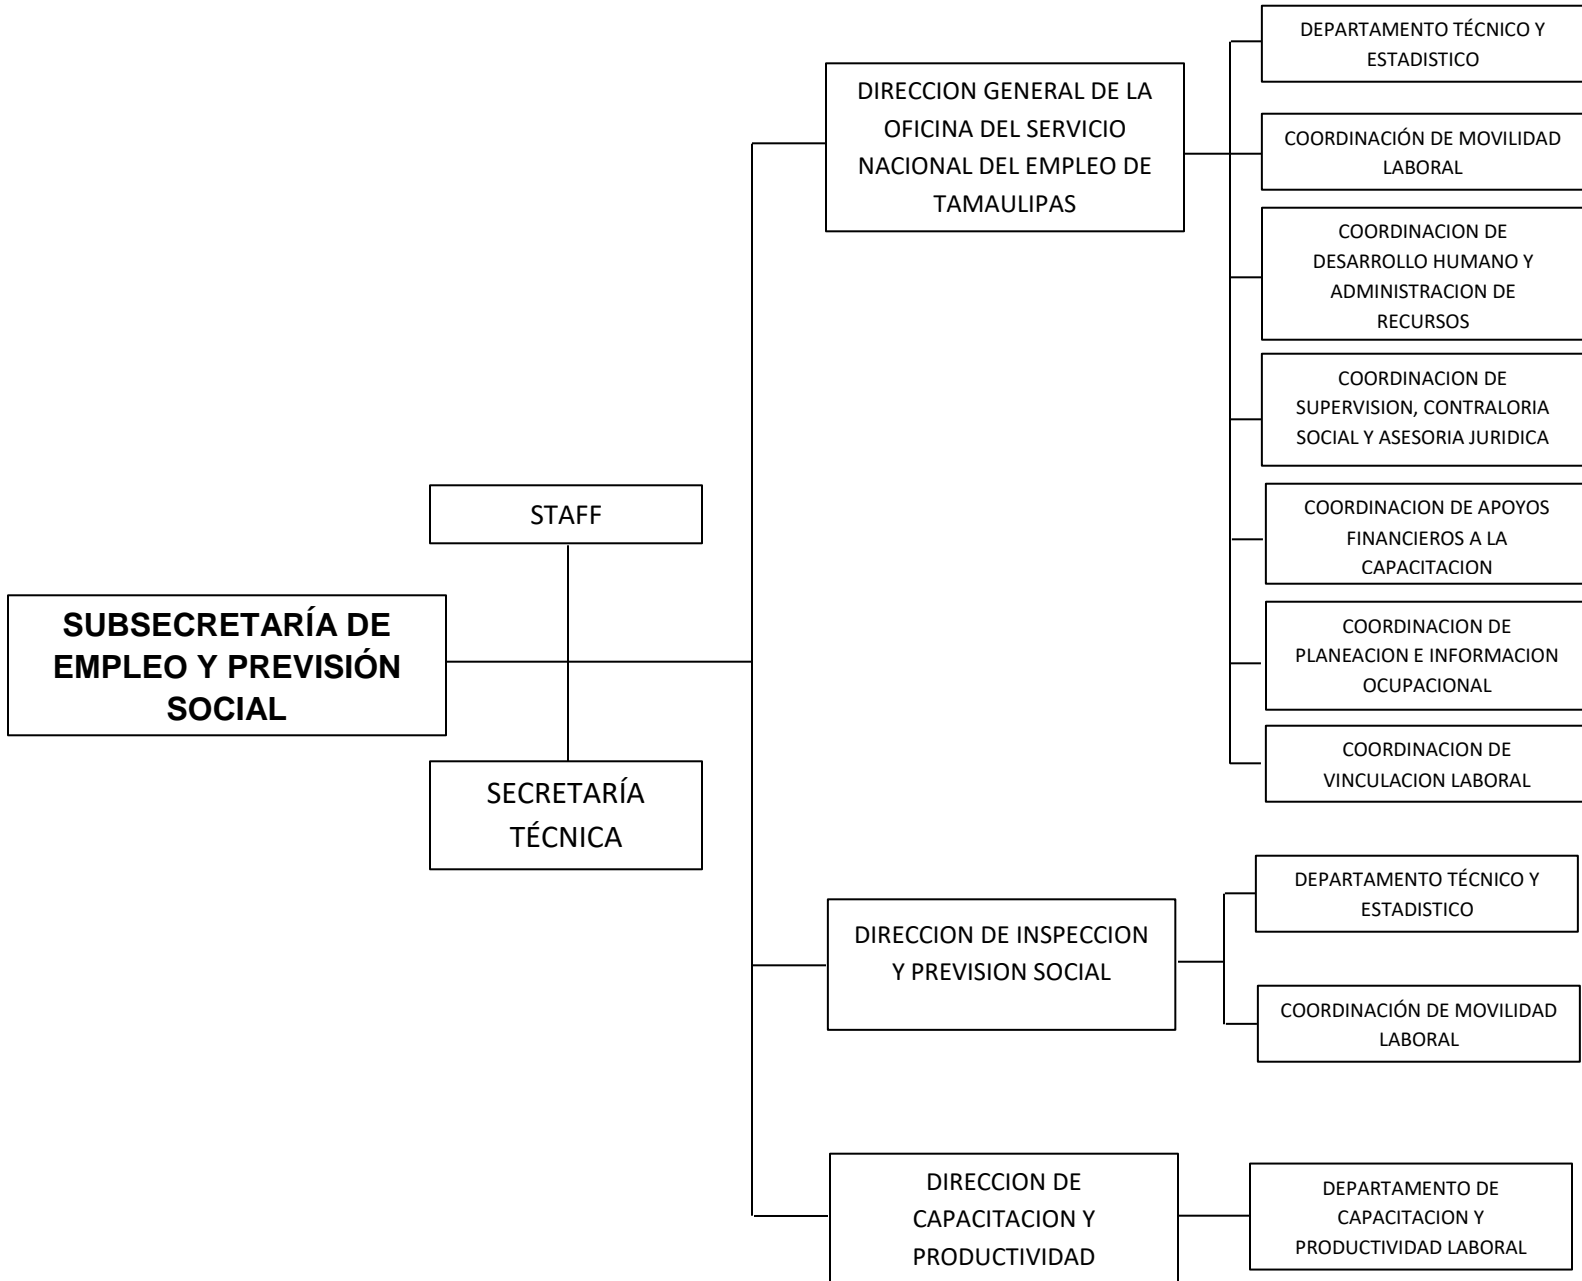 DEPARTAMENTO TÉCNICO Y
ESTADISTICO
DIRECCION GENERAL DE LA
OFICINA DEL SERVICIO
NACIONAL DEL EMPLEO DE
TAMAULIPAS
COORDINACIÓN DE MOVILIDAD
LABORAL
COORDINACION DE
DESARROLLO HUMANO Y
ADMINISTRACION DE
RECURSOS
COORDINACION DE
SUPERVISION, CONTRALORIA
SOCIAL Y ASESORIA JURIDICA
STAFF
COORDINACION DE APOYOS
FINANCIEROS A LA
CAPACITACION
SUBSECRETARÍA DE
EMPLEO Y PREVISIÓN
SOCIAL
COORDINACION DE
PLANEACION E INFORMACION
OCUPACIONAL
COORDINACION DE
VINCULACION LABORAL
SECRETARÍA
TÉCNICA
DEPARTAMENTO TÉCNICO Y
ESTADISTICO
DIRECCION DE INSPECCION
Y PREVISION SOCIAL
COORDINACIÓN DE MOVILIDAD
LABORAL
DIRECCION DE
CAPACITACION Y
PRODUCTIVIDAD
DEPARTAMENTO DE
CAPACITACION Y
PRODUCTIVIDAD LABORAL